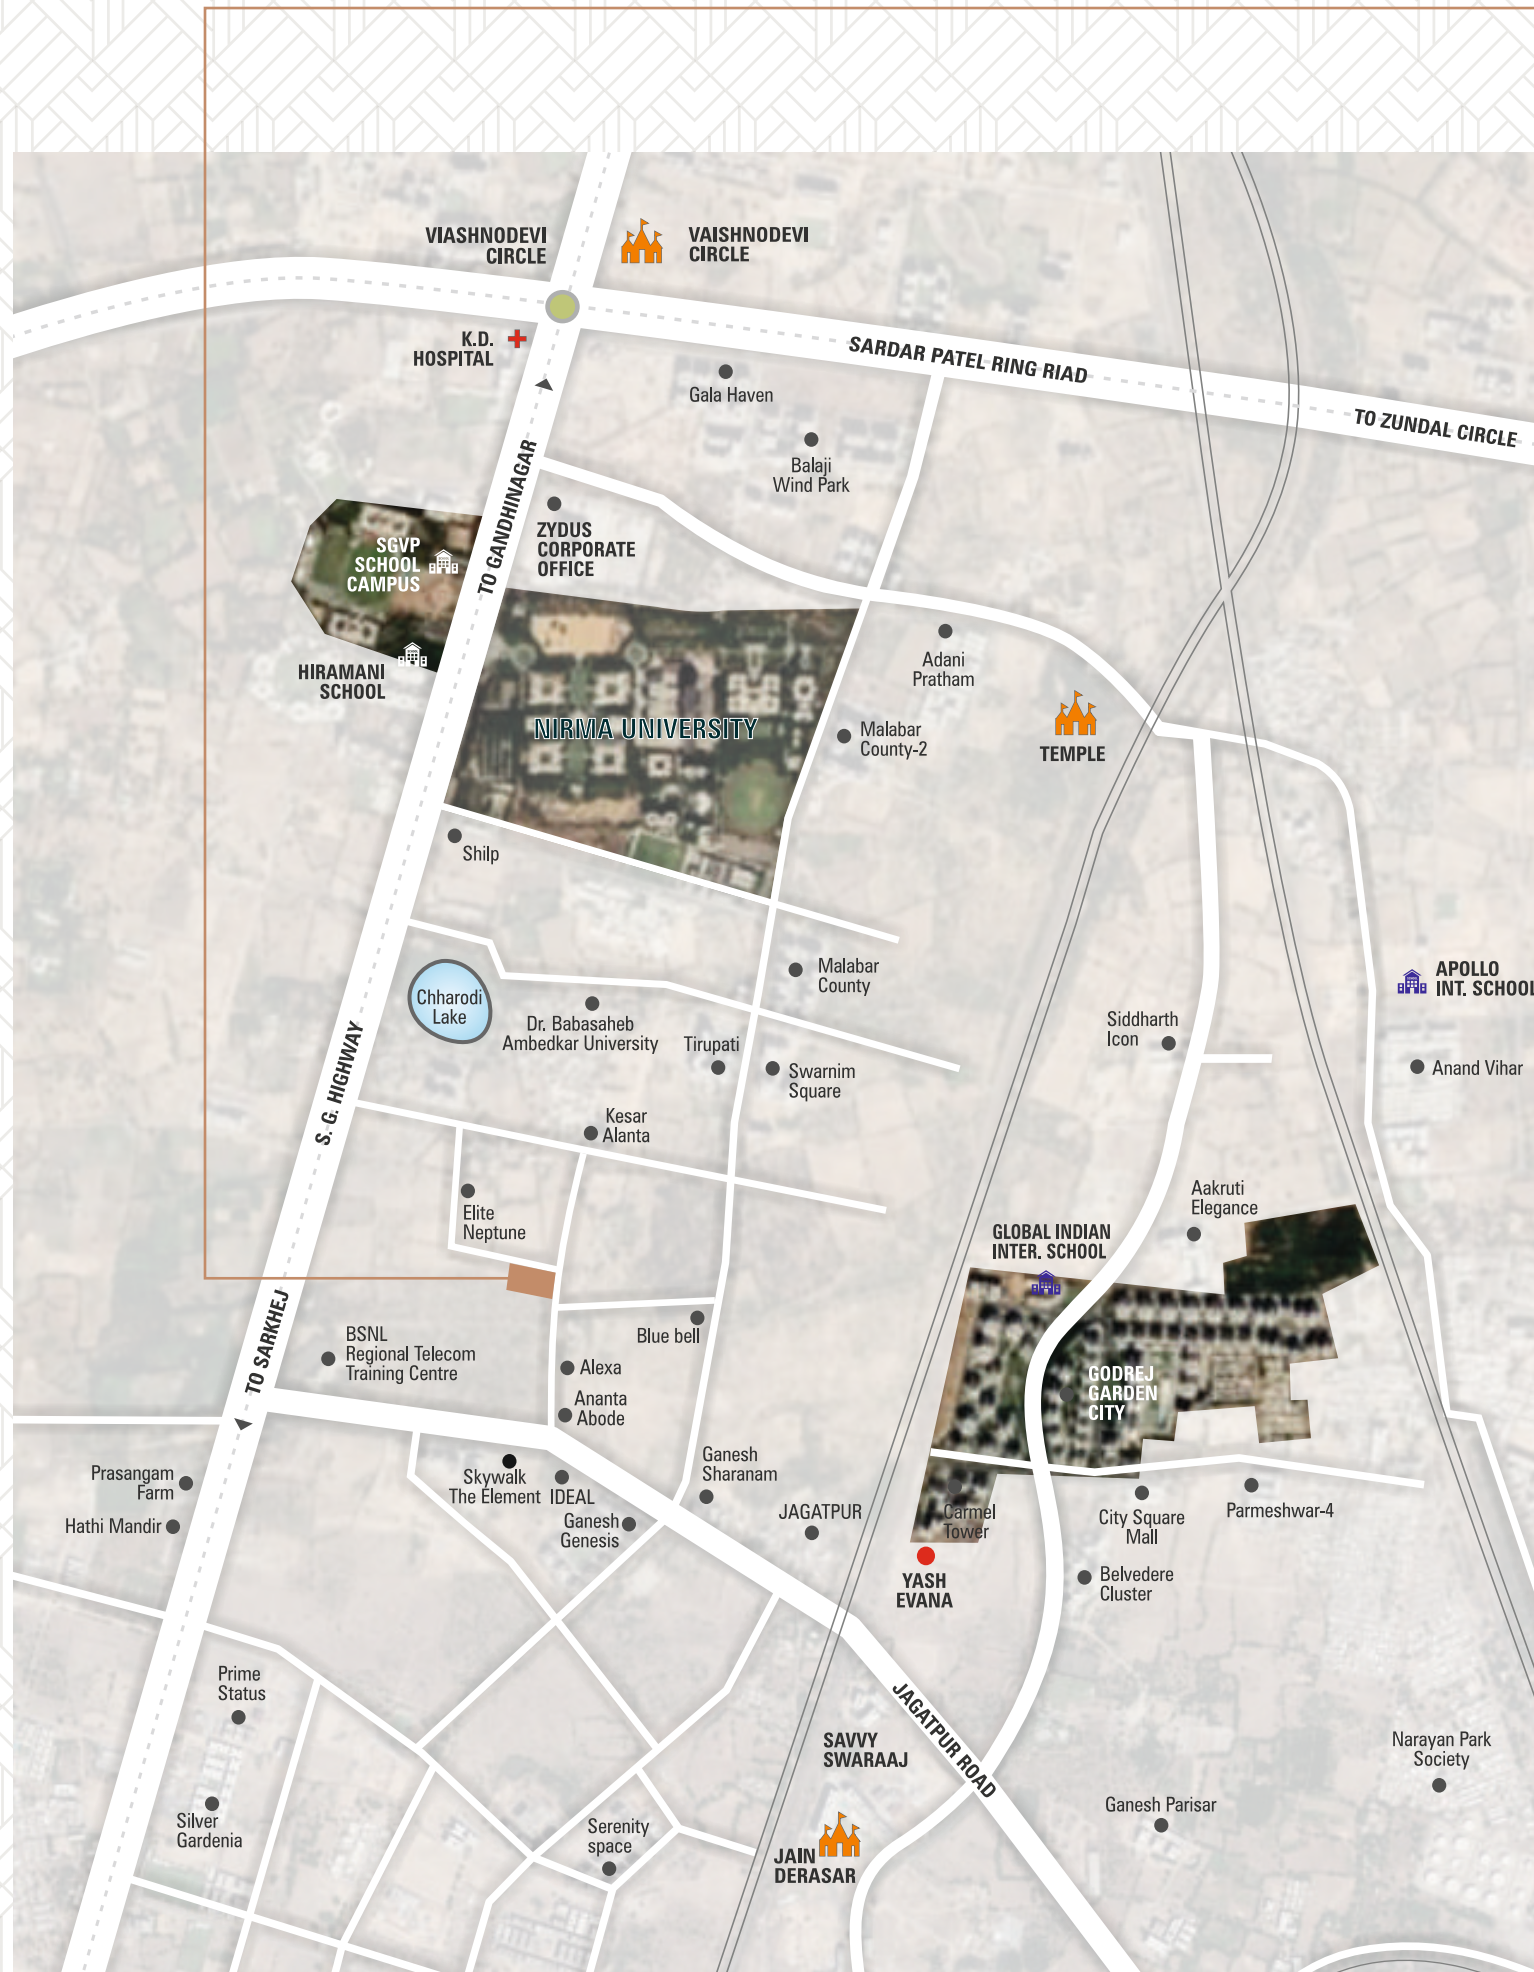 VIASHNODEVI
CIRCLE
VAISHNODEVI
CIRCLE
K.D.
HOSPITAL
SARDAR PATEL RING RIAD
TO ZUNDAL CIRCLE
Gala Haven
Balaji
Wind Park
TO GANDHINAGAR
ZYDUS
CORPORATE
OFFICE
SGVP
SCHOOL
CAMPUS
HIRAMANI
SCHOOL
NIRMA UNIVERSITY
Adani
Pratham
Malabar
County-2
TEMPLE
Shilp
Chharodi
Lake
Malabar
County
APOLLO
INT. SCHOOL
Dr. Babasaheb
Ambedkar University
Tirupati
Swarnim
Square
Siddharth
Icon
Anand Vihar
S. G. HIGHWAY
Kesar
Alanta
Elite
Neptune
Aakruti
Elegance
GLOBAL INDIAN
INTER. SCHOOL
TO SARKHEJ
BSNL
Regional Telecom
Training Centre
Blue bell
Alexa
Ananta
Abode
GODREJ
GARDEN
CITY
Prasangam
Farm
Hathi Mandir
Skywalk
The Element
IDEAL
Ganesh
Genesis
Ganesh
Sharanam
JAGATPUR
Carmel
Tower
City Square
Mall
Parmeshwar-4
YASH
EVANA
Belvedere
Cluster
Prime
Status
JAGATPUR ROAD
SAVVY
SWARAAJ
Narayan Park
Society
Silver
Gardenia
Serenity
space
Ganesh Parisar
JAIN
DERASAR